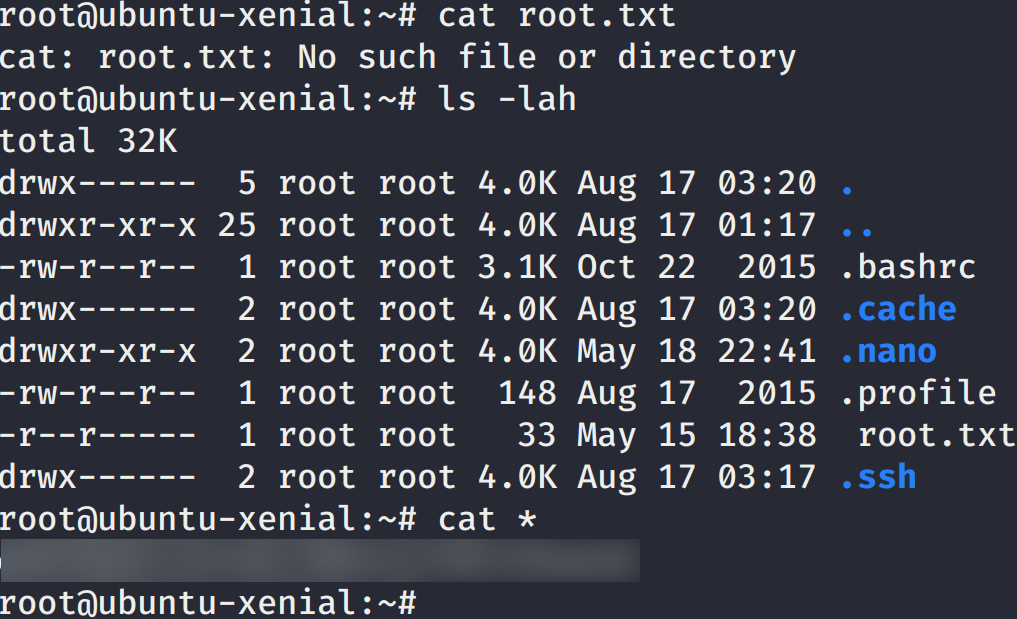 root@ubuntu-xenial:~# cat root.txt
cat: root.txt: No such file or directory
root@ubuntu-xenial:~# ls -lah
total 32K
drwx------  5 root root 4.0K Aug 17 03:20 .
drwxr-xr-x 25 root root 4.0K Aug 17 01:17 ..
-rw-r--r--  1 root root 3.1K Oct 22  2015 .bashrc
drwx------  2 root root 4.0K Aug 17 03:20 .cache
drwxr-xr-x  2 root root 4.0K May 18 22:41 .nano
-rw-r--r--  1 root root  148 Aug 17  2015 .profile
-r--r-----  1 root root   33 May 15 18:38  root.txt
drwx------  2 root root 4.0K Aug 17 03:17 .ssh
root@ubuntu-xenial:~# cat *
root@ubuntu-xenial:~#